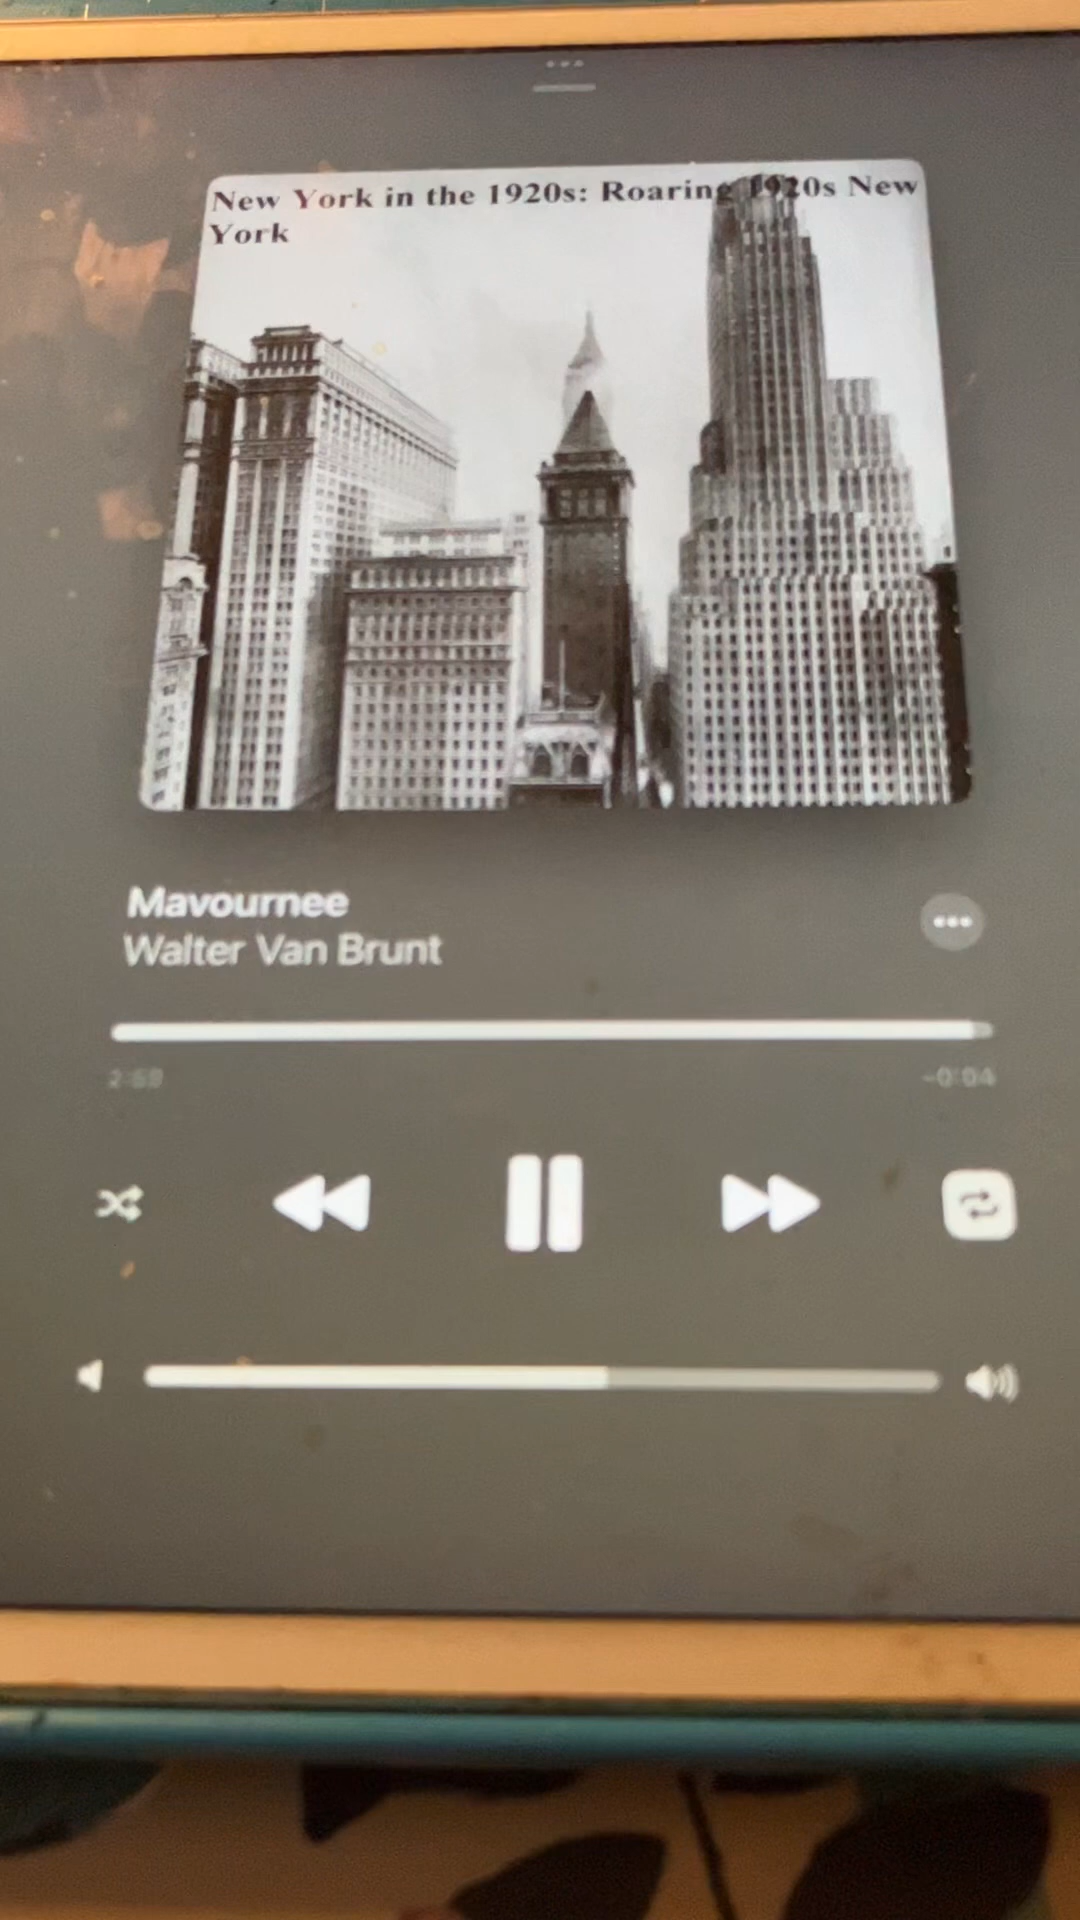 New York in the 1920s: Roaring 1920s New
York
Mavournee
Walter Van Brunt
-0:04